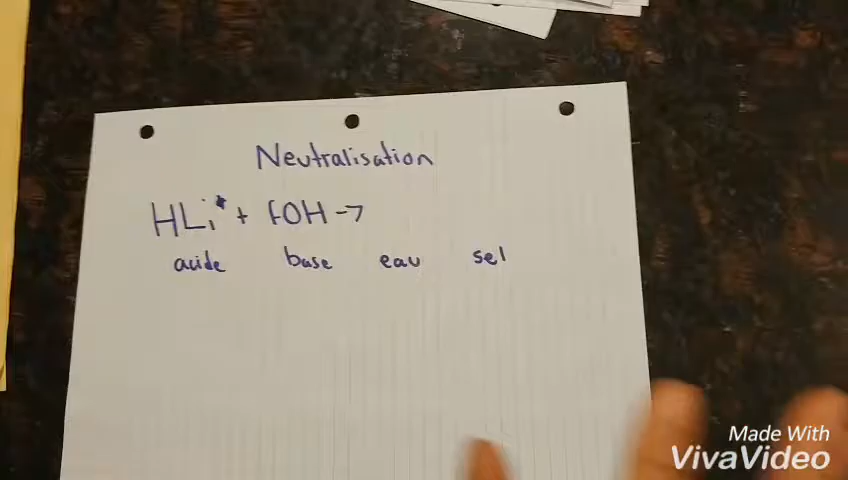 Neutralisation
HLi* + fOH →
acide base eau sel
Made With
VivaVideo